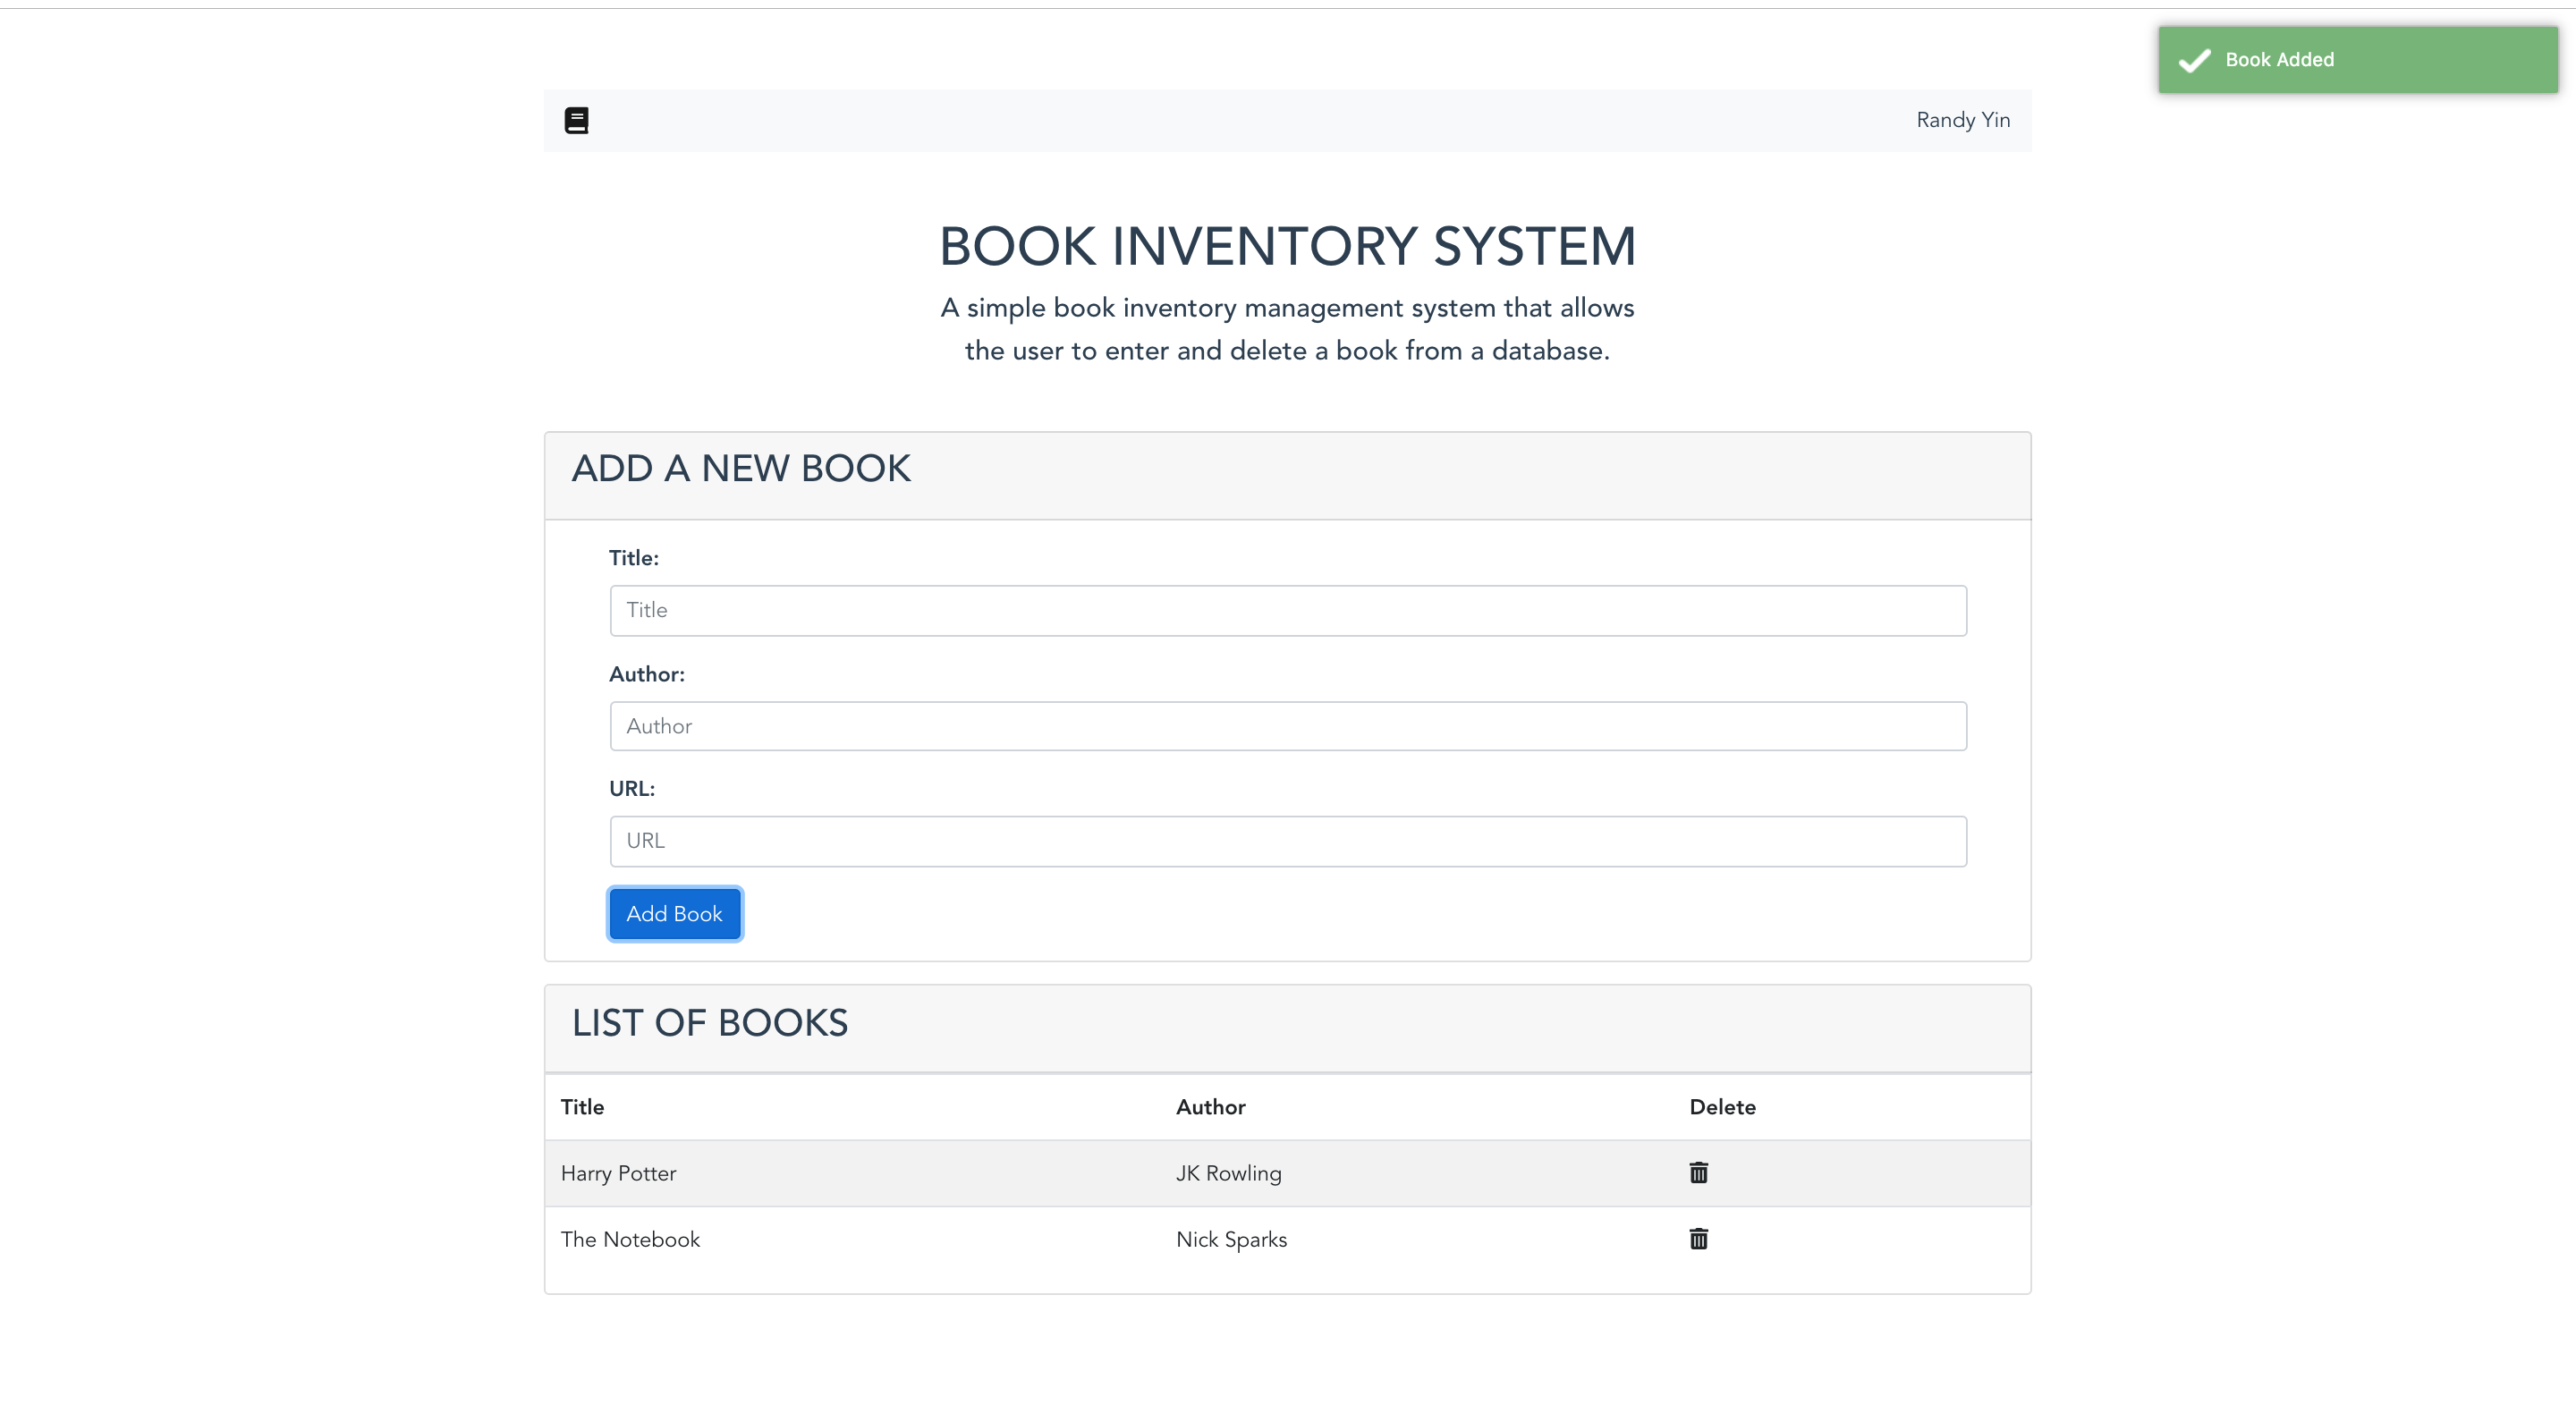 Book Added
Randy Yin
BOOK INVENTORY SYSTEM
A simple book inventory management system that allows
the user to enter and delete a book from a database.
ADD A NEW BOOK
Title:
Title
Author:
Author
URL:
URL
Add Book
LIST OF BOOKS
Title Author Delete
Harry Potter JK Rowling
The Notebook Nick Sparks